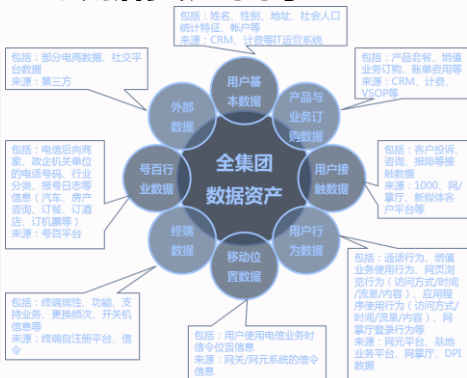 包括：姓名、性别、地址、社会人口
统计特征、帐户等
来源：CRM、计费等IT运营系统
包括：部分电商数据、社交平
台数据
来源：第三方
包括：产品套餐、增值
业务订购、账单费用等
来源：CRM、计费、
VSOP等
用户基
本数据
外部
数据
产品与
业务订
购数据
包括：电信后向商
家、政企机关单位
的电话号码、行业
分类、报号日志等
信息（汽车、房产
咨询、订餐、订酒
店、订机票等）
来源：号百平台
号百行
业数据
全集团
数据资产
用户接
触数据
包括：客户投诉、
咨询、报障等接
触数据
来源：1000、网/
掌厅、新媒体客
户平台等
终端
数据
用户行
为数据
移动位
置数据
包括：通话行为、增值
业务使用行为、网页浏
览行为（访问方式/时间
/流量/内容）、应用程
序使用行为（访问方式/
时间/流量/内容）、网
掌厅登录行为等
来源：网元平台、基地
业务平台、网掌厅、DPI
数据
包括：终端属性、功能、支
持业务、更换频次、开关机
信息等
来源：终端自注册平台、信
令
包括：用户使用电信业务时
信令位置信息
来源：网关/网元系统的信令
信息